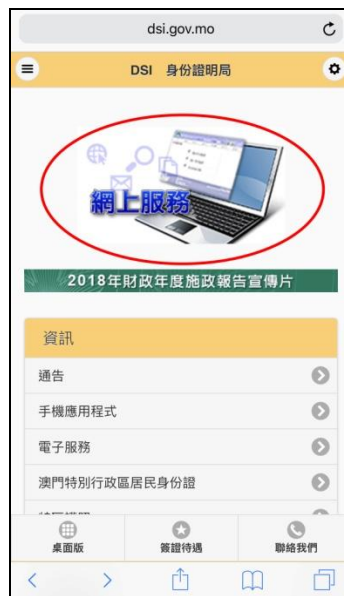 dsi.gov.mo
DSI 身份證明局
網上服務
2018年財政年度施政報告宣傳片
資訊
通告
手機應用程式
電子服務
澳門特別行政區居民身份證
桌面版
簽證待遇
聯絡我們